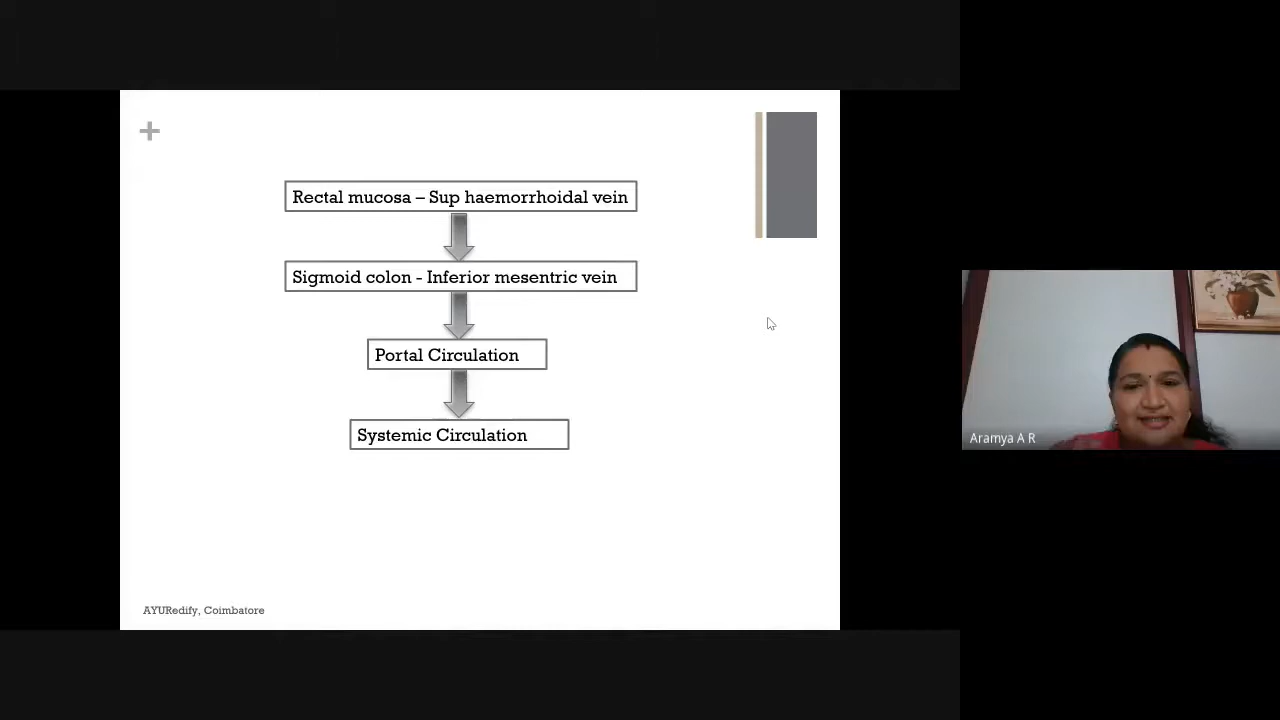 Rectal mucosa – Sup haemorrhoidal vein
Sigmoid colon - Inferior mesentric vein
Portal Circulation
Systemic Circulation
AYURedify, Coimbatore
Aramya A R